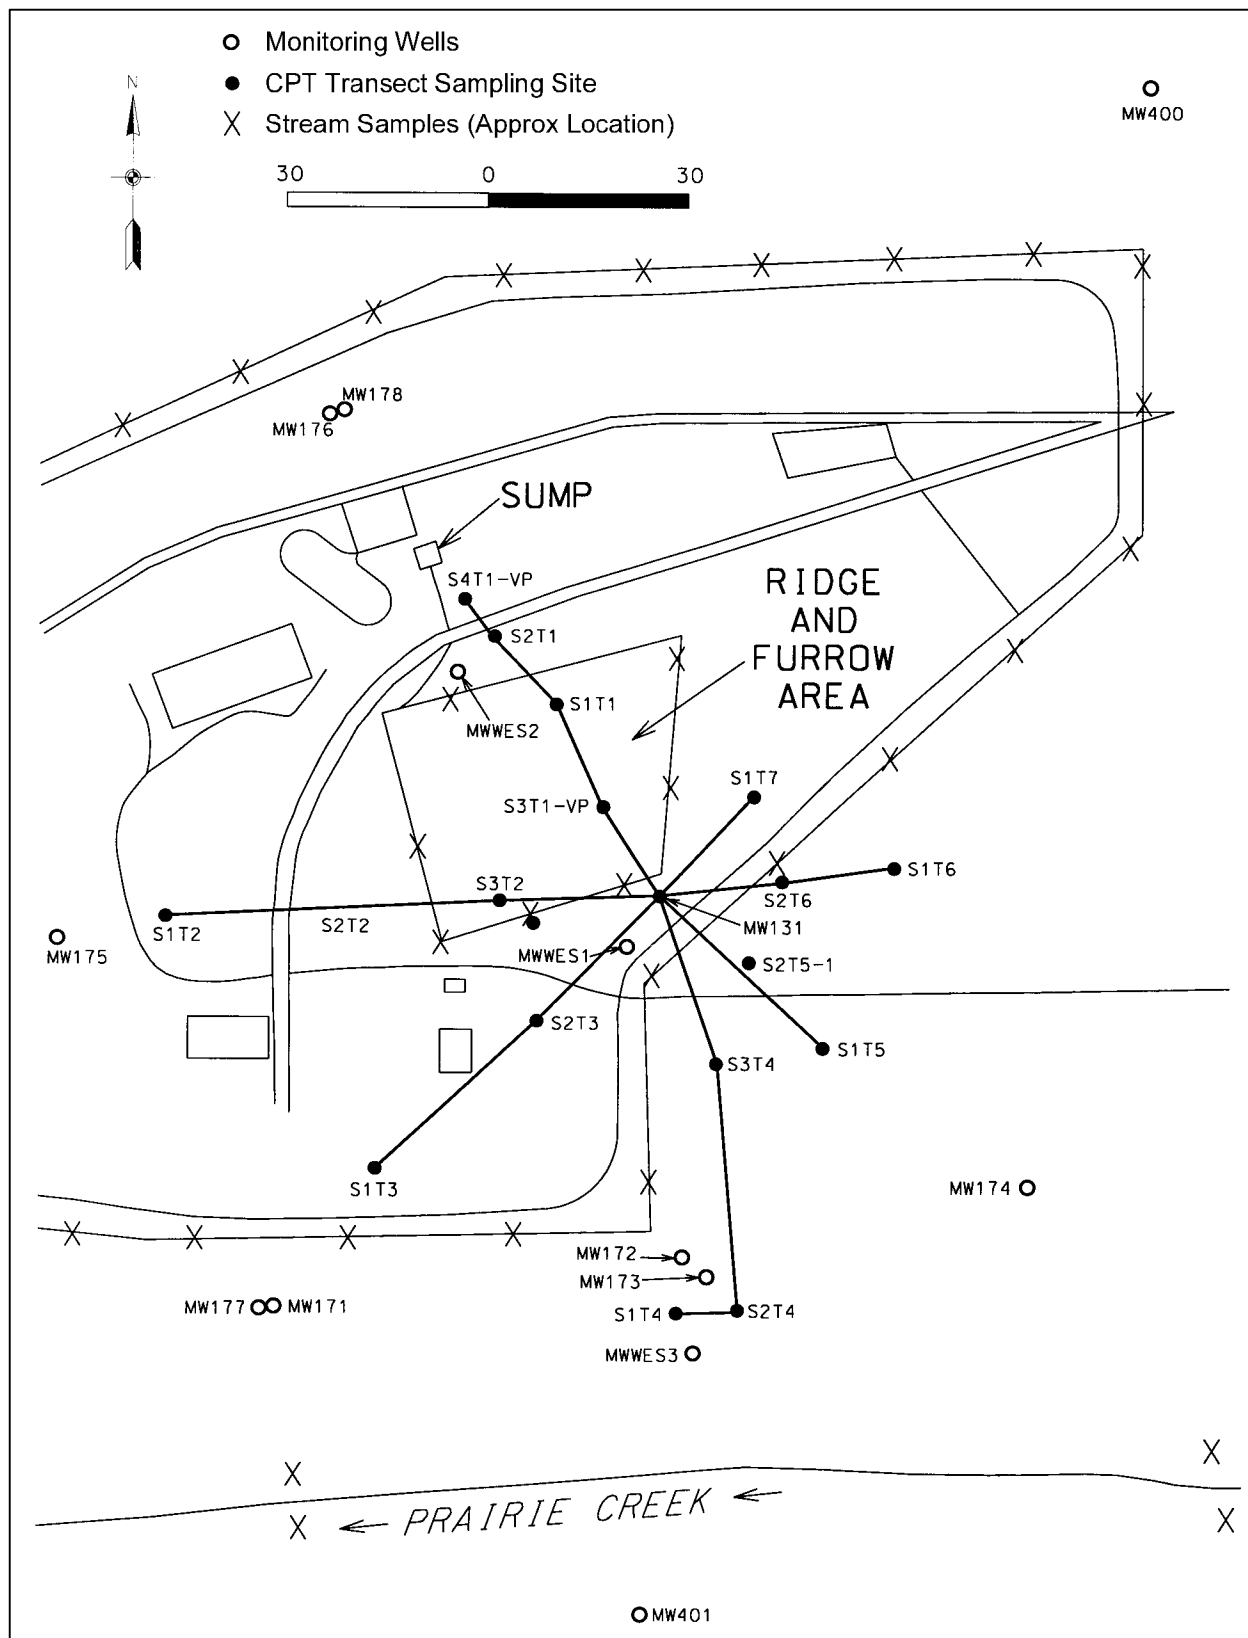 Monitoring Wells
CPT Transect Sampling Site
Stream Samples (Approx Location)
N
30 0 30
MW400
MW178
MW176
SUMP
S4T1-VP
S2T1
RIDGE
AND
FURROW
AREA
S1T1
MWWES2
S3T1-VP
S1T7
S1T6
S3T2
S2T6
S1T2
S2T2
MW131
MW175
MWWES1
S2T5-1
S2T3
S1T5
S3T4
S1T3
MW174
MW172
MW173
MW177
MW171
S1T4
S2T4
MWWES3
PRAIRIE CREEK
MW401